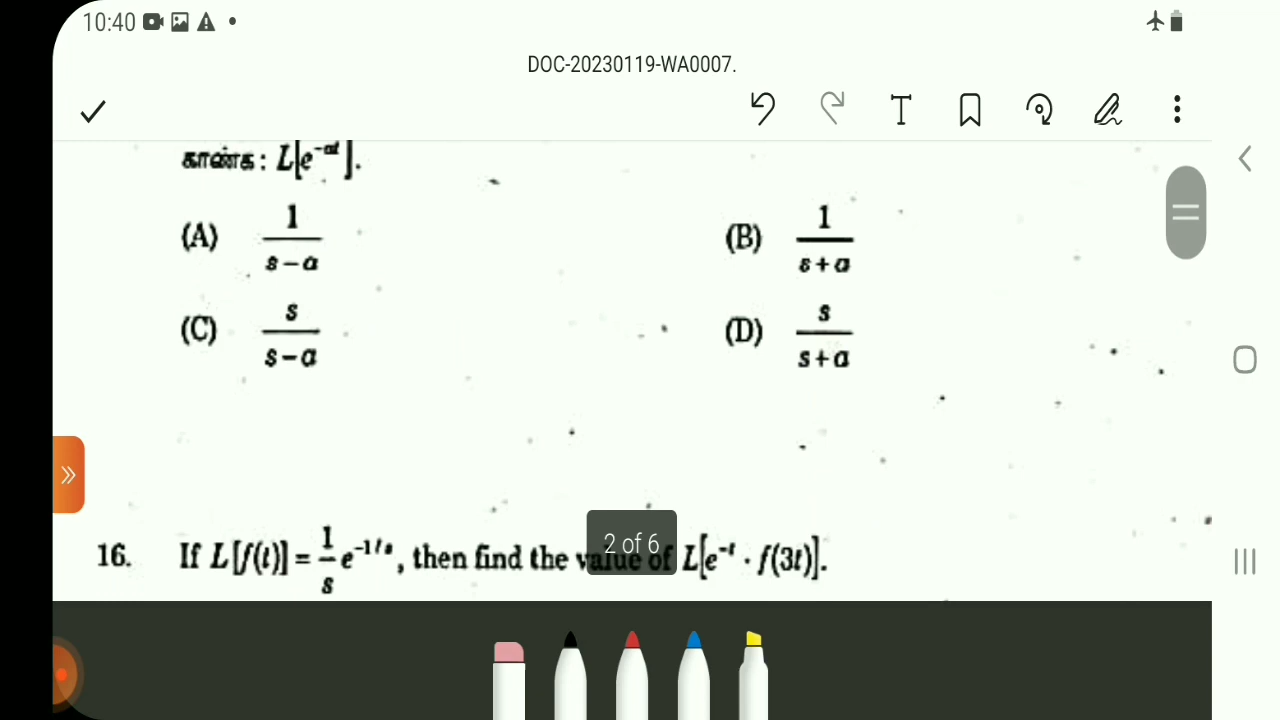 10:40
DOC-20230119-WA0007.
காண்க : L[e^{-at}].
(A) 1/(s-a)
(B) 1/(s+a)
(C) s/(s-a)
(D) s/(s+a)
16. If L[f(t)] = 1/s e^{-1/s}, then find the value of L[e^{-t} · f(3t)].
2 of 6